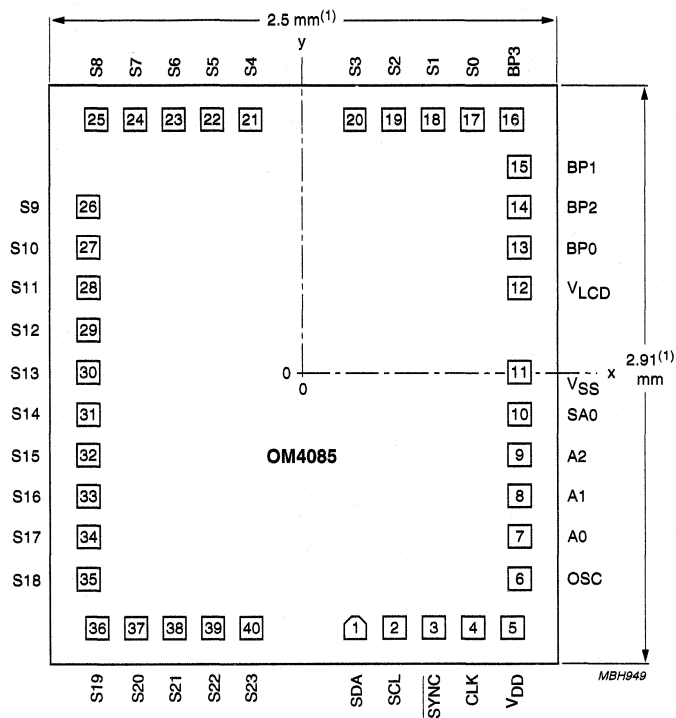 2.5 mm(1)
y
S8 S7 S6 S5 S4 S3 S2 S1 S0 BP3
25 24 23 22 21 20 19 18 17 16
15 BP1
S9 26 14 BP2
S10 27 13 BP0
S11 28 12 VLCD
S12 29
S13 30 0 11 x 2.91(1)
0 VSS mm
S14 31 10 SA0
S15 32 OM4085 9 A2
S16 33 8 A1
S17 34 7 A0
S18 35 6 OSC
36 37 38 39 40 1 2 3 4 5
S19 S20 S21 S22 S23 SDA SCL SYNC CLK VDD
MBH949